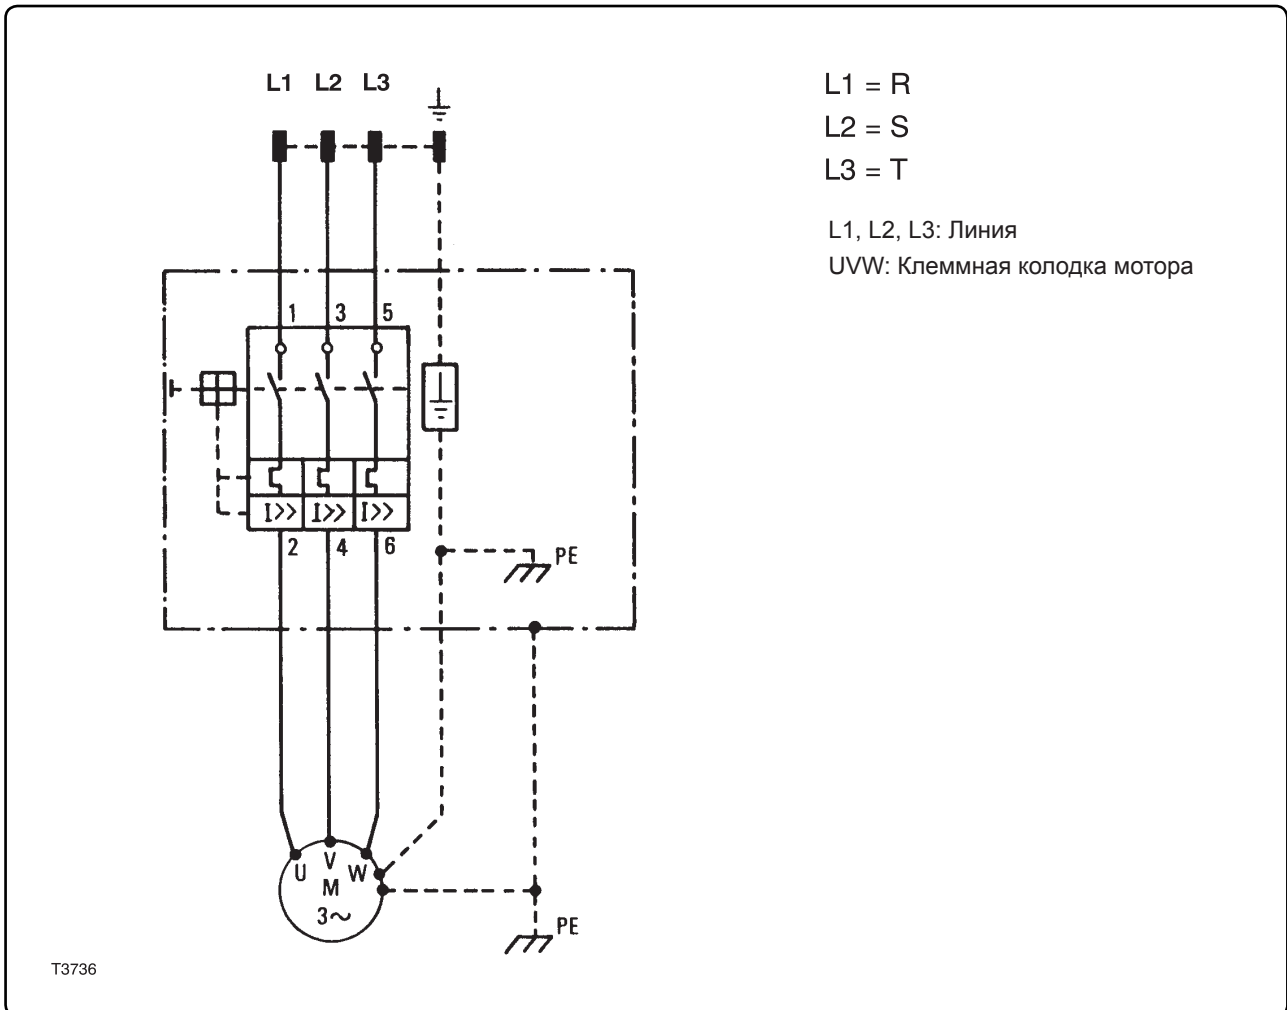 L1 L2 L3
L1 = R
L2 = S
L3 = T
L1, L2, L3: Линия
UVW: Клеммная колодка мотора
1 3 5
I>> I>> I>>
2 4 6
PE
U V W
M
3~
PE
T3736